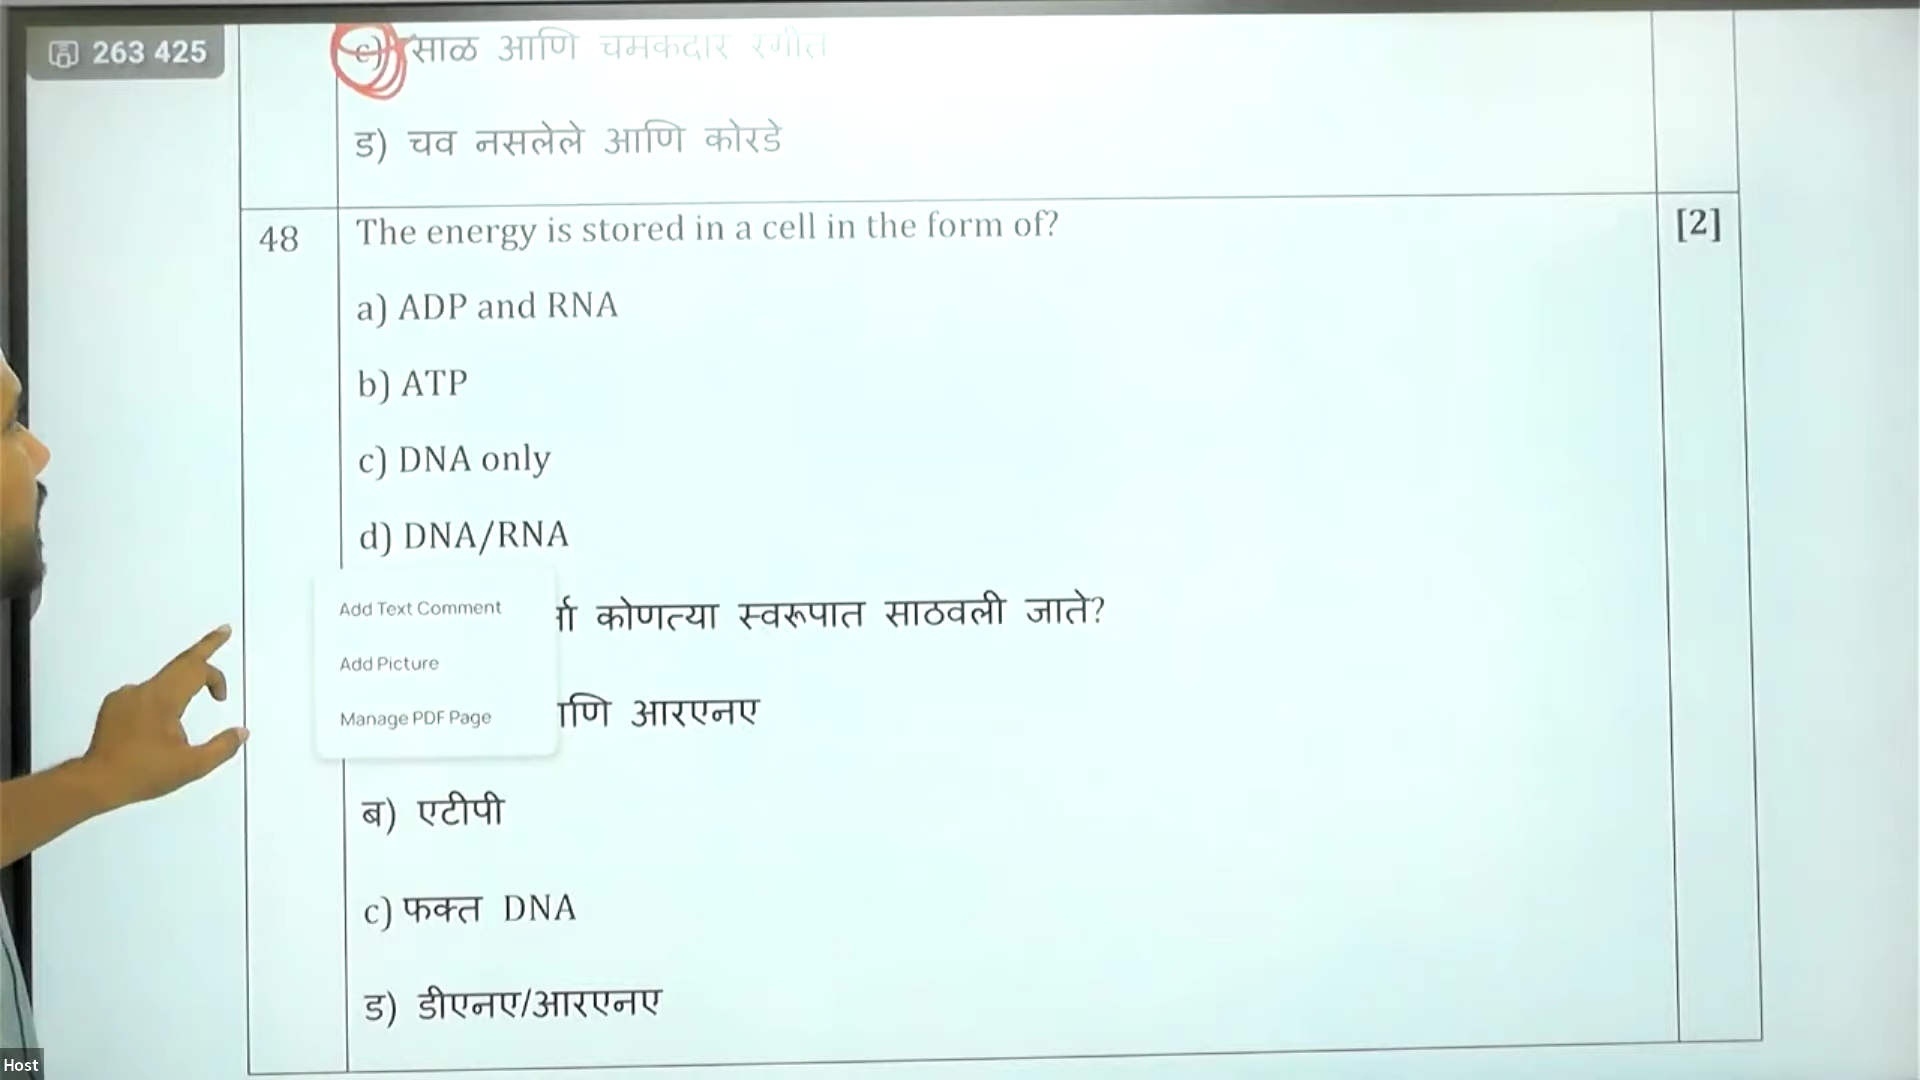 263 425
c) साळ आणि चमकदार रंगीत
ड) चव नसलेले आणि कोरडे
48 The energy is stored in a cell in the form of? [2]
a) ADP and RNA
b) ATP
c) DNA only
d) DNA/RNA
Add Text Comment
कोणत्या स्वरूपात साठवली जाते?
Add Picture
Manage PDF Page
आरएनए
ब) एटीपी
c) फक्त DNA
ड) डीएनए/आरएनए
Host